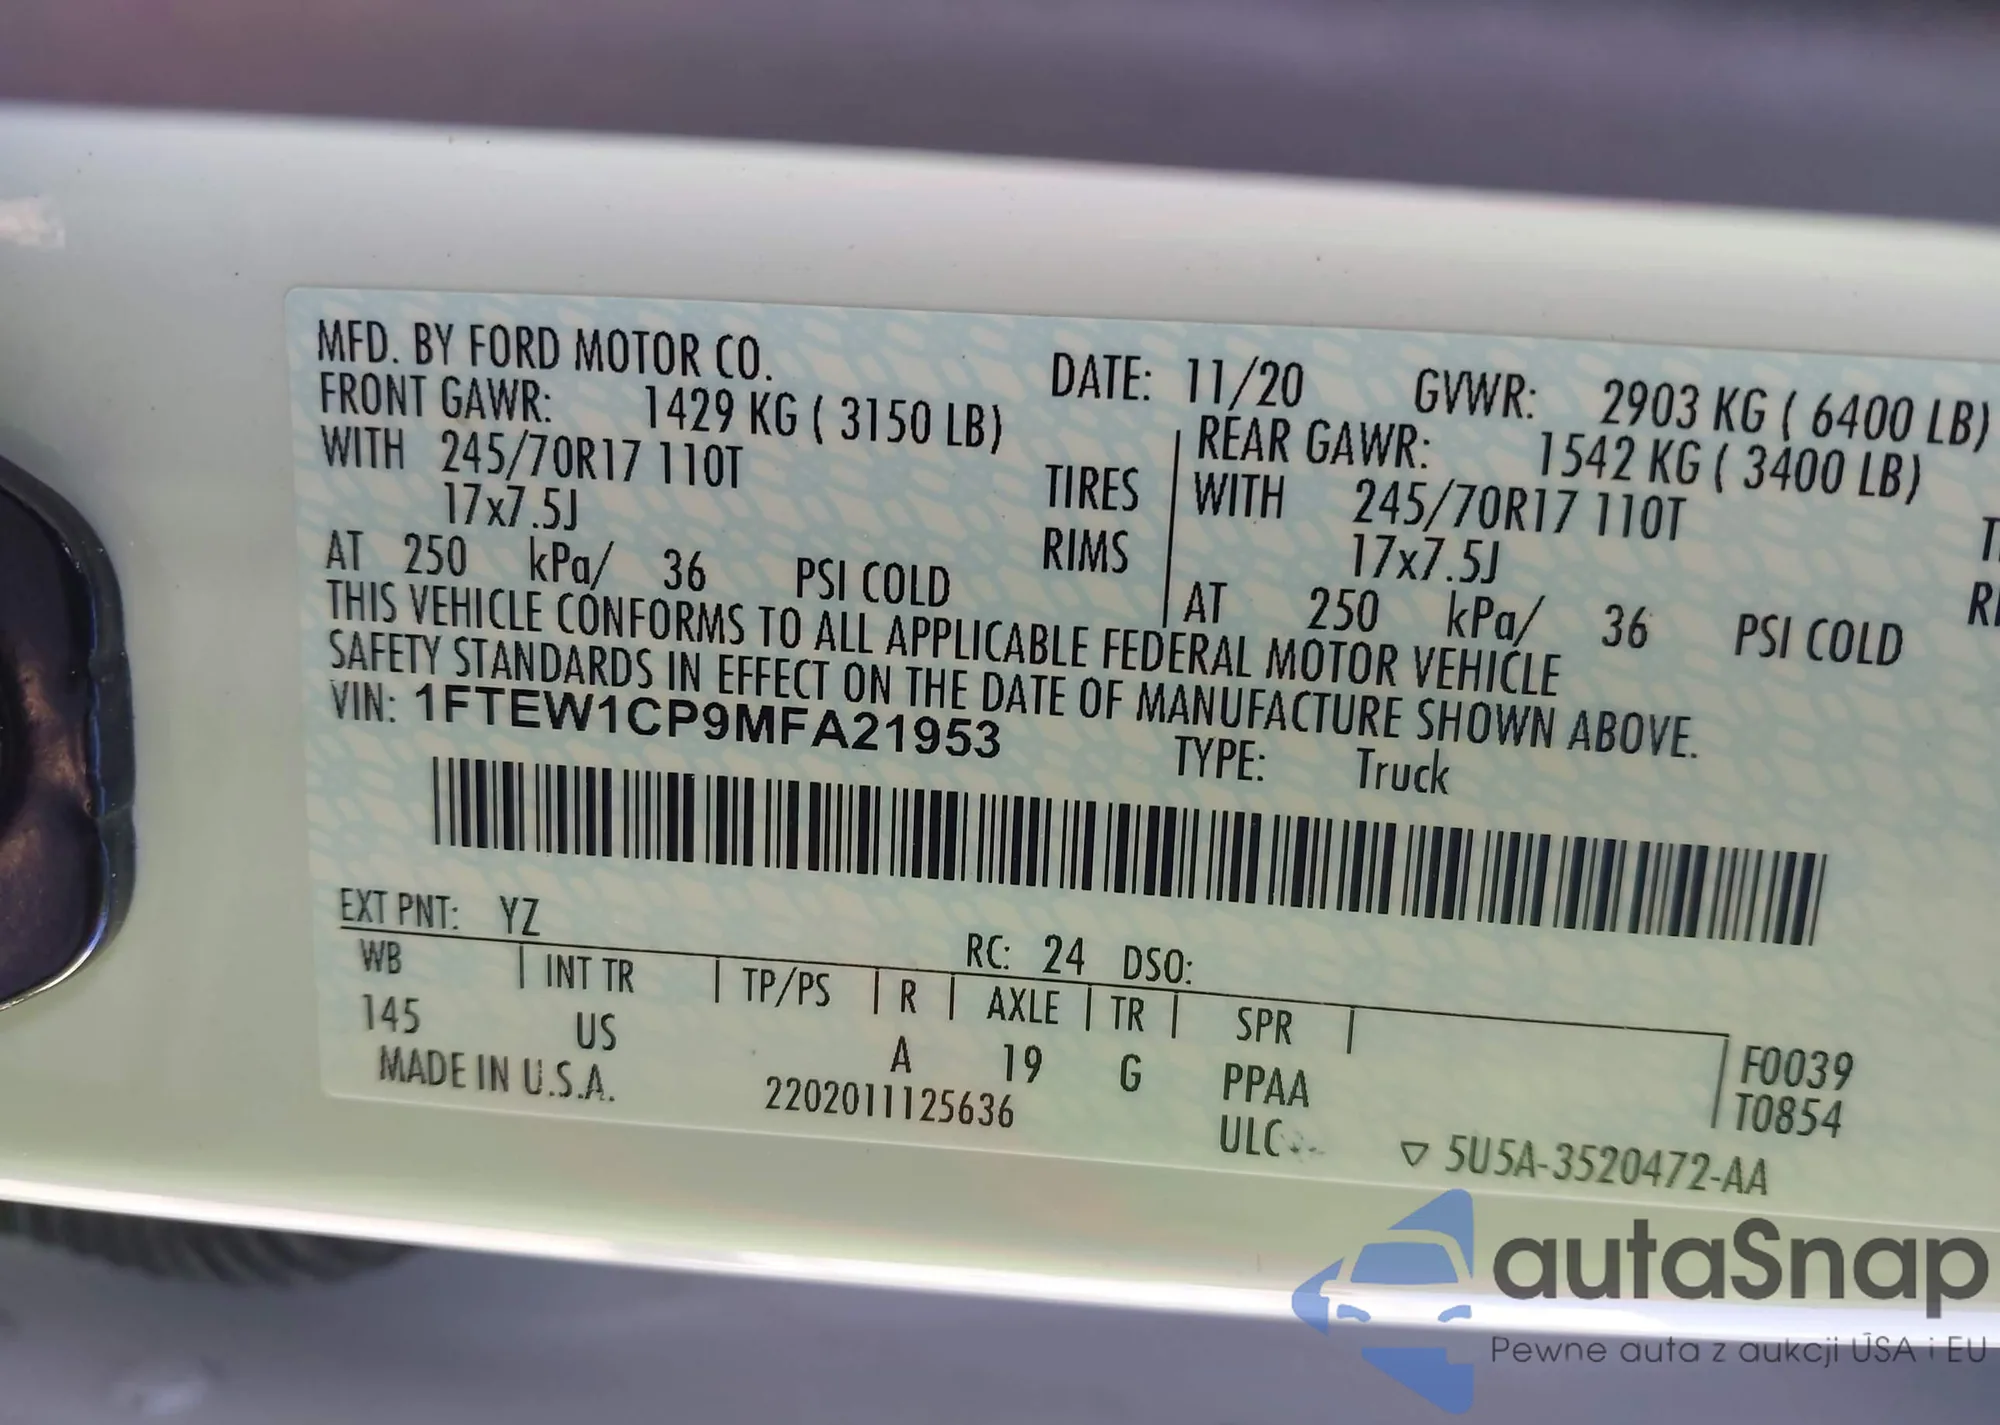 MFD. BY FORD MOTOR CO. DATE: 11/20 GVWR: 2903 KG ( 6400 LB)
FRONT GAWR: 1429 KG ( 3150 LB) REAR GAWR: 1542 KG ( 3400 LB)
WITH 245/70R17 110T TIRES WITH 245/70R17 110T
17x7.5J RIMS 17x7.5J
AT 250 kPa/ 36 PSI COLD AT 250 kPa/ 36 PSI COLD
THIS VEHICLE CONFORMS TO ALL APPLICABLE FEDERAL MOTOR VEHICLE
SAFETY STANDARDS IN EFFECT ON THE DATE OF MANUFACTURE SHOWN ABOVE.
VIN: 1FTEW1CP9MFA21953 TYPE: Truck
EXT PNT: YZ RC: 24 DSO:
WB INT TR TP/PS R AXLE TR SPR
145 US A 19 G PPAA F0039
MADE IN U.S.A. 2202011125636 ULC T0854
▽ 5U5A-3520472-AA
autaSnap
Pewne auta z aukcji USA i EU